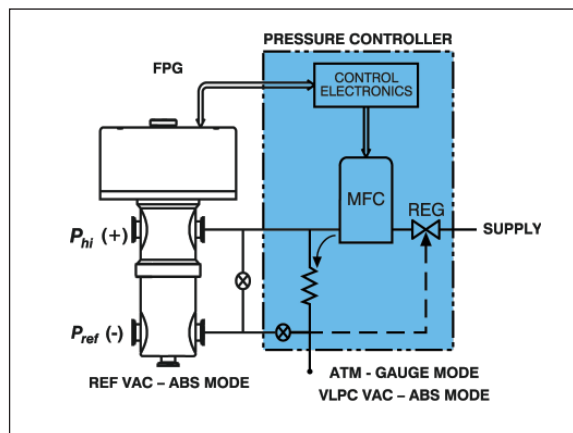 PRESSURE CONTROLLER
FPG
CONTROL
ELECTRONICS
MFC
REG
SUPPLY
Phi (+)
Pref (-)
REF VAC – ABS MODE
ATM - GAUGE MODE
VLPC VAC – ABS MODE